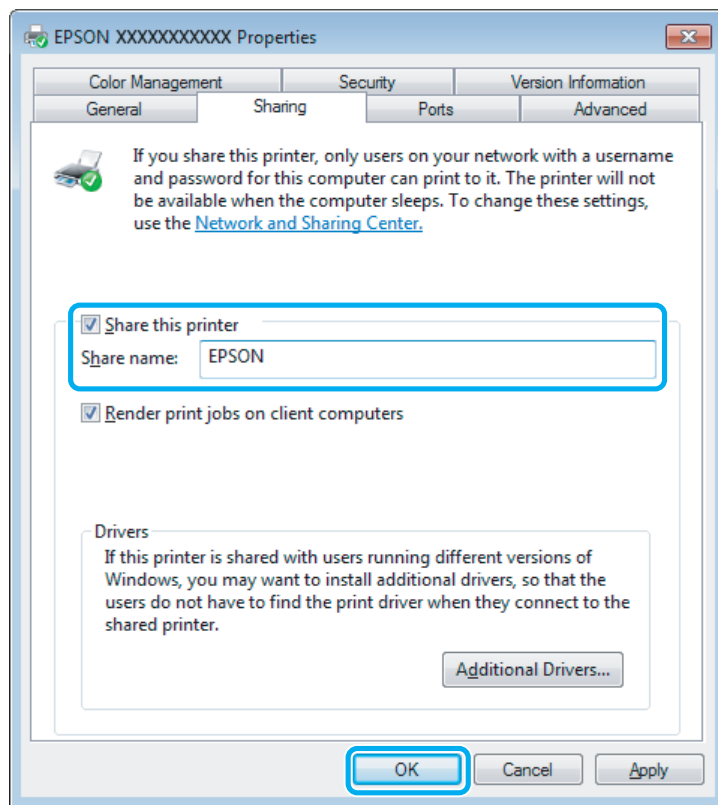 EPSON XXXXXXXXXXX Properties
Color Management Security Version Information
General Sharing Ports Advanced
If you share this printer, only users on your network with a username
and password for this computer can print to it. The printer will not
be available when the computer sleeps. To change these settings,
use the Network and Sharing Center.
Share this printer
Share name: EPSON
Render print jobs on client computers
Drivers
If this printer is shared with users running different versions of
Windows, you may want to install additional drivers, so that the
users do not have to find the print driver when they connect to the
shared printer.
Additional Drivers...
OK Cancel Apply